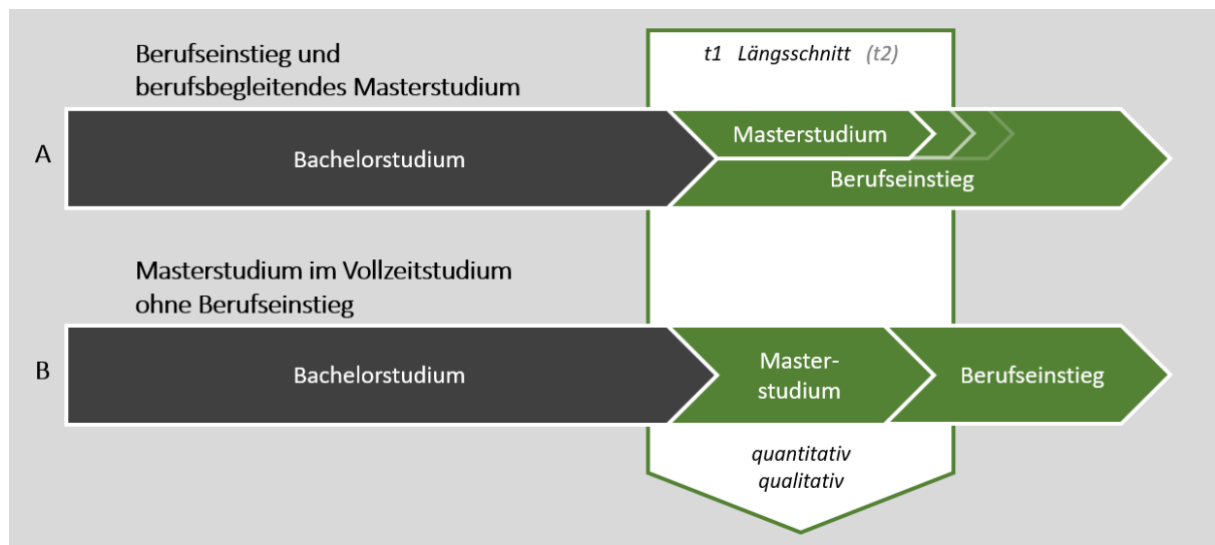 Berufseinstieg und
berufsbegleitendes Masterstudium
t1 Längsschnitt (t2)
A
Bachelorstudium
Masterstudium
Berufseinstieg
Masterstudium im Vollzeitstudium
ohne Berufseinstieg
B
Bachelorstudium
Master-
studium
Berufseinstieg
quantitativ
qualitativ